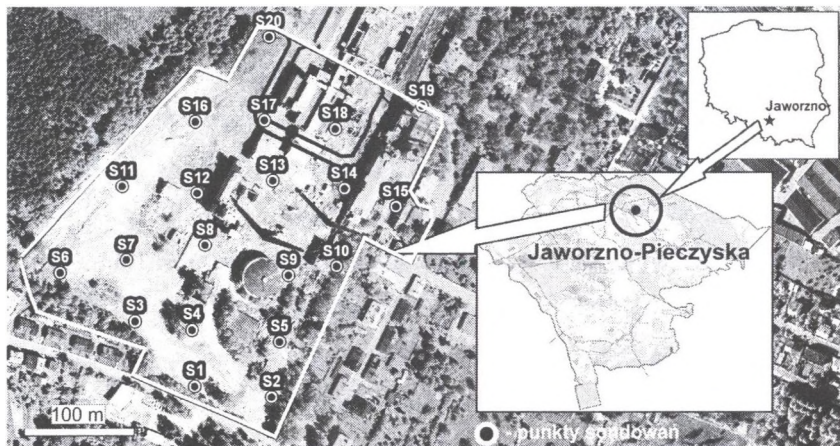 S20
S19
S16
S17
S18
S11
S12
S13
S14
S15
S6
S7
S8
S9
S10
S3
S4
S5
S1
S2
100 m
Jaworzno
Jaworzno-Pieczyska
- punkty sondowań